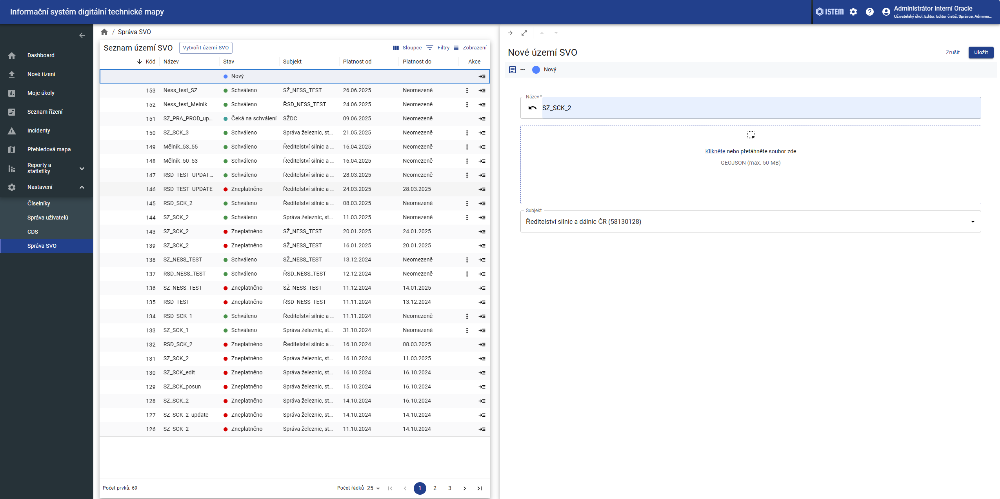 Informační systém digitální technické mapy
ISTEM
Administrátor Interní Oracle
Uživatelský úkol, Editor, Editor čistič, Správce, Adminis...
Dashboard
Nové řízení
Moje úkoly
Seznam řízení
Incidenty
Přehledová mapa
Reporty a
statistiky
Nastavení
Číselníky
Správa uživatelů
CDS
Správa SVO
/ Správa SVO
Seznam území SVO Vytvořit území SVO Sloupce Filtry Zobrazení
Kód Název Stav Subjekt Platnost od Platnost do Akce
Nový
153 Ness_test_SZ Schváleno SŽ_NESS_TEST 26.06.2025 Neomezeně
152 Ness_test_Melnik Schváleno ŘSD_NESS_TEST 24.06.2025 Neomezeně
151 SZ_PRA_PROD_up... Čeká na schválení SŽDC 09.06.2025 Neomezeně
150 SZ_SCK_3 Schváleno Správa železnic, st... 21.05.2025 Neomezeně
149 Mělník_53_55 Schváleno Ředitelství silnic a ... 16.04.2025 Neomezeně
148 Mělník_50_53 Schváleno Ředitelství silnic a ... 16.04.2025 Neomezeně
147 RSD_TEST_UPDAT... Schváleno Ředitelství silnic a ... 28.03.2025 Neomezeně
146 RSD_TEST_UPDATE Zneplatněno Ředitelství silnic a ... 24.03.2025 28.03.2025
145 RSD_SCK_2 Schváleno Ředitelství silnic a ... 08.03.2025 Neomezeně
144 SZ_SCK_2 Schváleno Správa železnic, st... 11.03.2025 Neomezeně
143 SZ_SCK_2 Zneplatněno SŽ_NESS_TEST 20.01.2025 24.01.2025
139 SZ_SCK_2 Zneplatněno SŽ_NESS_TEST 16.01.2025 20.01.2025
138 SZ_NESS_TEST Schváleno SŽ_NESS_TEST 13.12.2024 Neomezeně
137 RSD_NESS_TEST Schváleno ŘSD_NESS_TEST 12.12.2024 Neomezeně
136 SZ_NESS_TEST Zneplatněno SŽ_NESS_TEST 11.12.2024 14.01.2025
135 RSD_TEST Zneplatněno ŘSD_NESS_TEST 11.11.2024 13.12.2024
134 RSD_SCK_1 Schváleno Ředitelství silnic a ... 11.11.2024 Neomezeně
133 SZ_SCK_1 Schváleno Správa železnic, st... 31.10.2024 Neomezeně
132 RSD_SCK_2 Zneplatněno Ředitelství silnic a ... 16.10.2024 08.03.2025
131 SZ_SCK_2 Zneplatněno Správa železnic, st... 16.10.2024 11.03.2025
130 SZ_SCK_edit Zneplatněno Správa železnic, st... 16.10.2024 16.10.2024
129 SZ_SCK_posun Zneplatněno Správa železnic, st... 15.10.2024 16.10.2024
128 SZ_SCK_2 Zneplatněno Správa železnic, st... 14.10.2024 16.10.2024
127 SZ_SCK_2_update Zneplatněno Správa železnic, st... 14.10.2024 14.10.2024
126 SZ_SCK_2 Zneplatněno Správa železnic, st... 11.10.2024 14.10.2024
Počet prvků: 69 Počet řádků 25 1 2 3
Nové území SVO Zrušit Uložit
--- Nový
Název *
SZ_SCK_2
Klikněte nebo přetáhněte soubor zde
GEOJSON (max. 50 MB)
Subjekt
Ředitelství silnic a dálnic ČR (58130128)